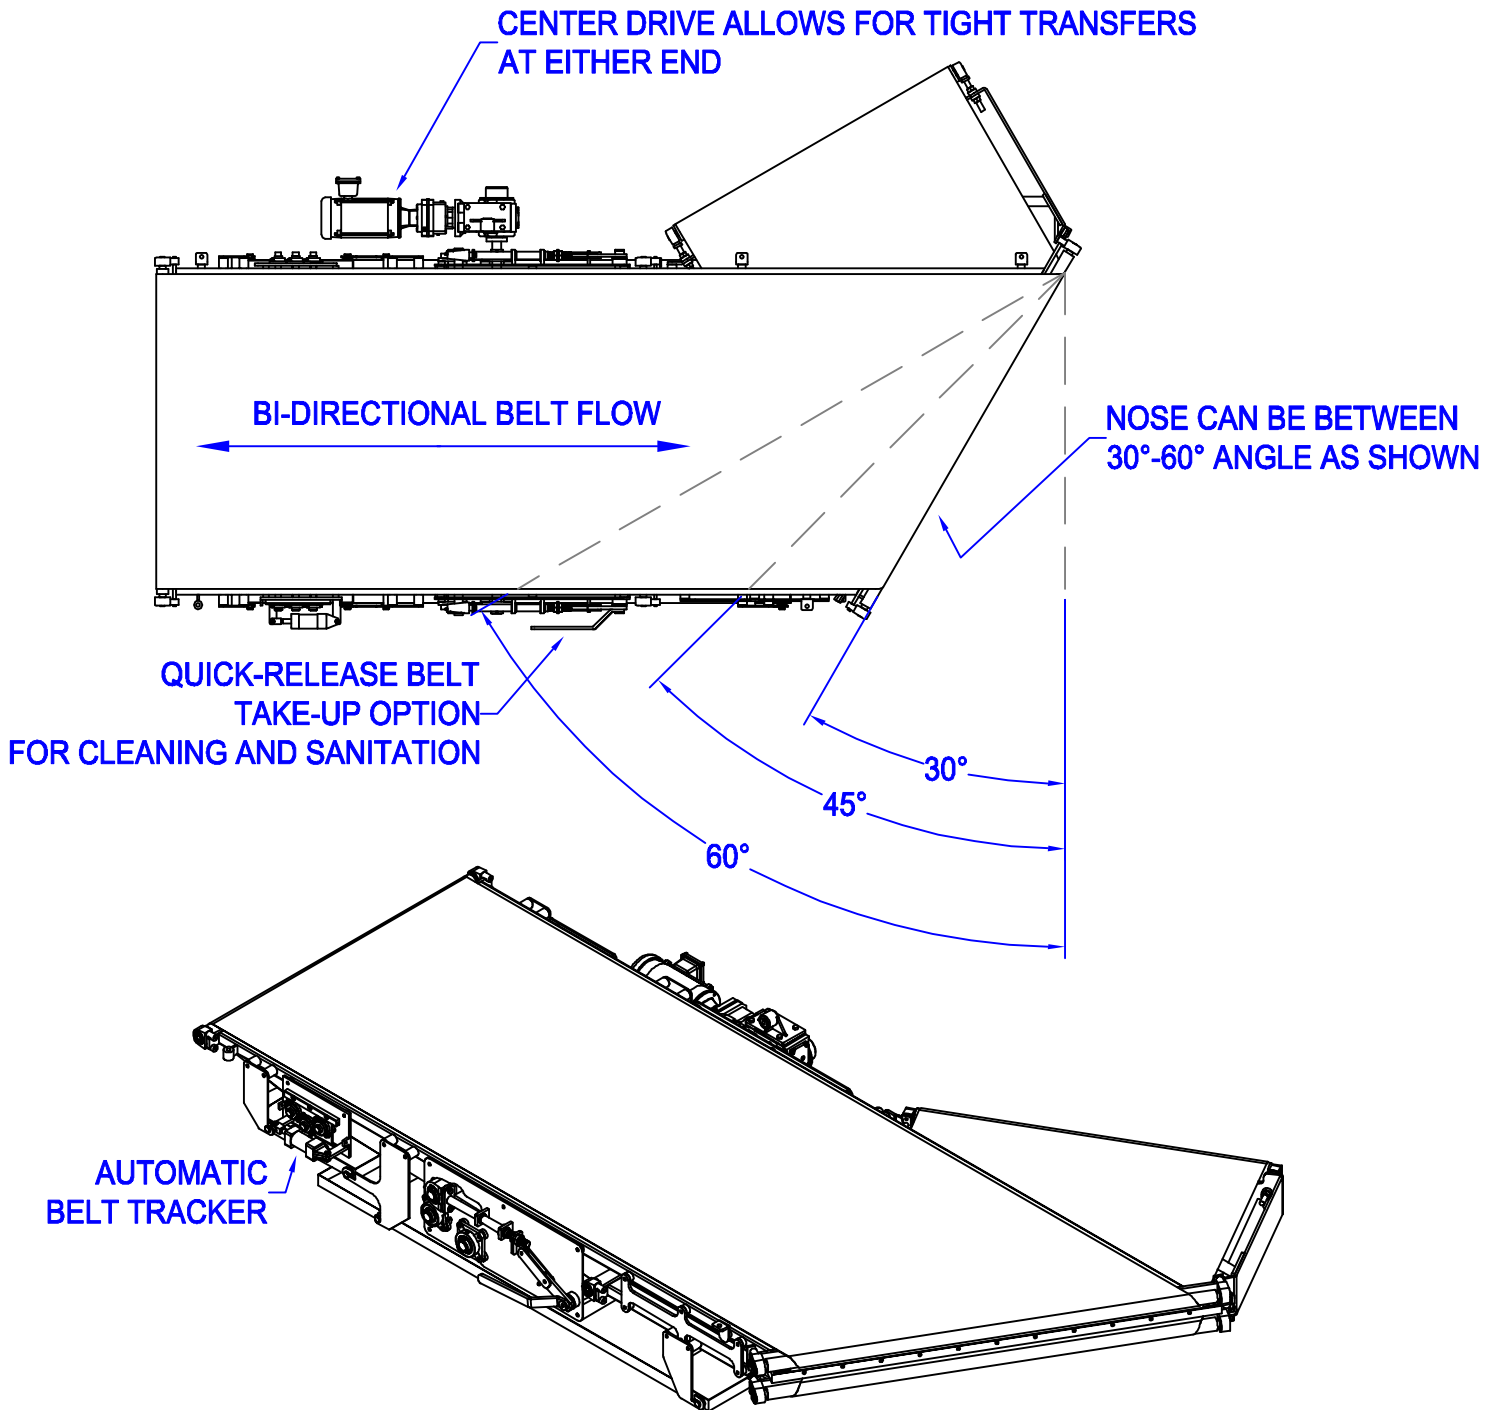 CENTER DRIVE ALLOWS FOR TIGHT TRANSFERS
AT EITHER END
BI-DIRECTIONAL BELT FLOW
NOSE CAN BE BETWEEN
30°-60° ANGLE AS SHOWN
QUICK-RELEASE BELT
TAKE-UP OPTION
FOR CLEANING AND SANITATION
30°
45°
60°
AUTOMATIC
BELT TRACKER